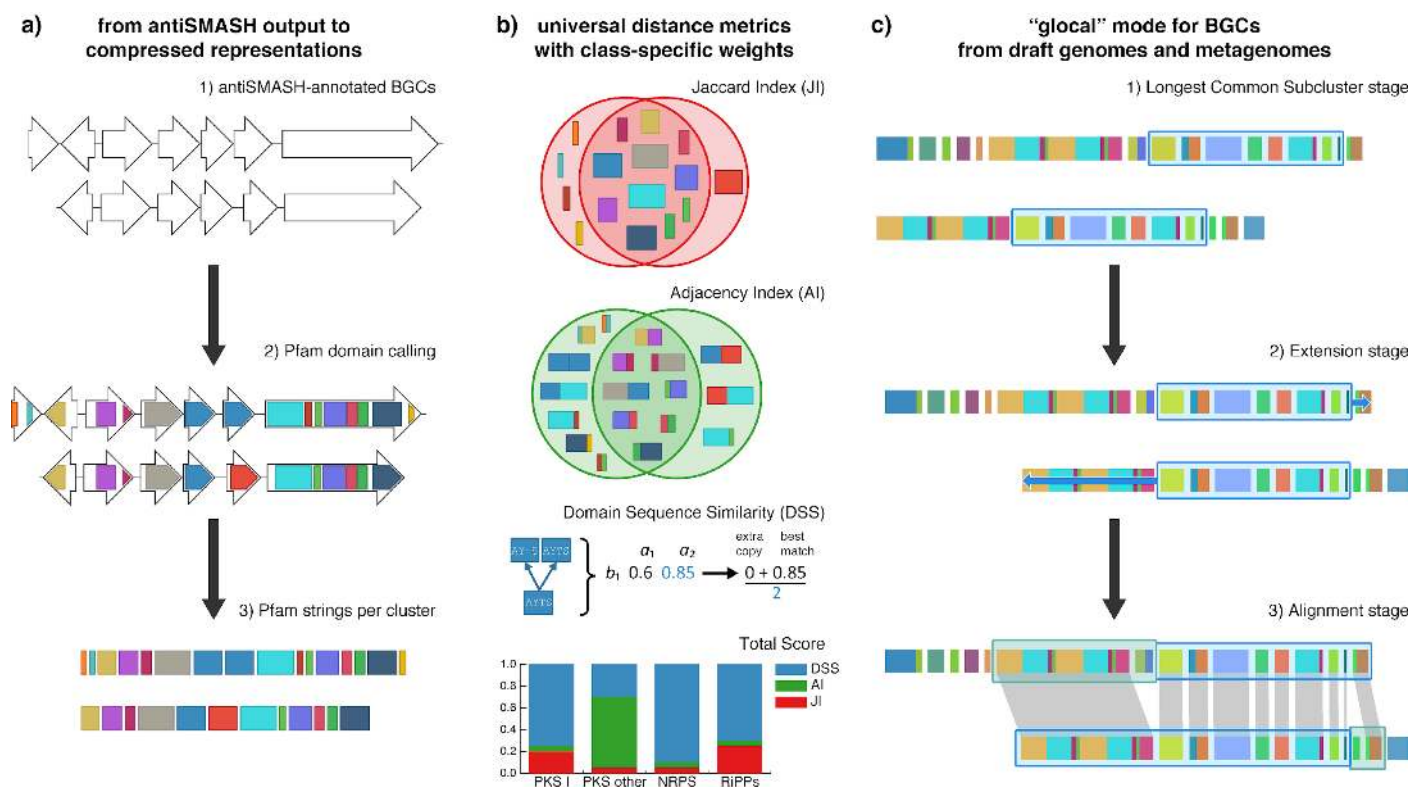 a)
from antiSMASH output to
compressed representations
1) antiSMASH-annotated BGCs
2) Pfam domain calling
3) Pfam strings per cluster
b)
universal distance metrics
with class-specific weights
Jaccard Index (JI)
Adjacency Index (AI)
Domain Sequence Similarity (DSS)
AY-S AYTS
AYTS
a1 a2
b1 0.6 0.85
extra copy
best match
0 + 0.85
2
Total Score
1.0
0.8
0.6
0.4
0.2
0.0
PKS I PKS other NRPS RiPPs
DSS
AI
JI
c)
“glocal” mode for BGCs
from draft genomes and metagenomes
1) Longest Common Subcluster stage
2) Extension stage
3) Alignment stage